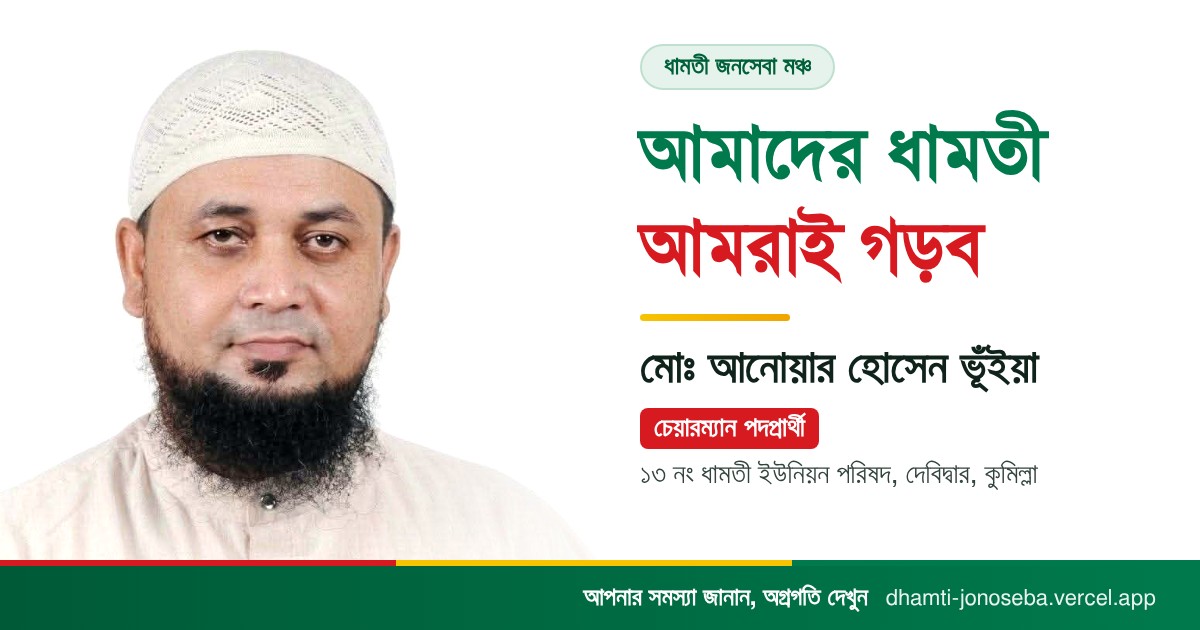 ধামতী জনসেবা মঞ্চ
আমাদের ধামতী
আমরাই গড়ব
মোঃ আনোয়ার হোসেন ভূঁইয়া
চেয়ারম্যান পদপ্রার্থী
১৩ নং ধামতী ইউনিয়ন পরিষদ, দেবিদ্বার, কুমিল্লা
আপনার সমস্যা জানান, অগ্রগতি দেখুন dhamti-jonoseba.vercel.app